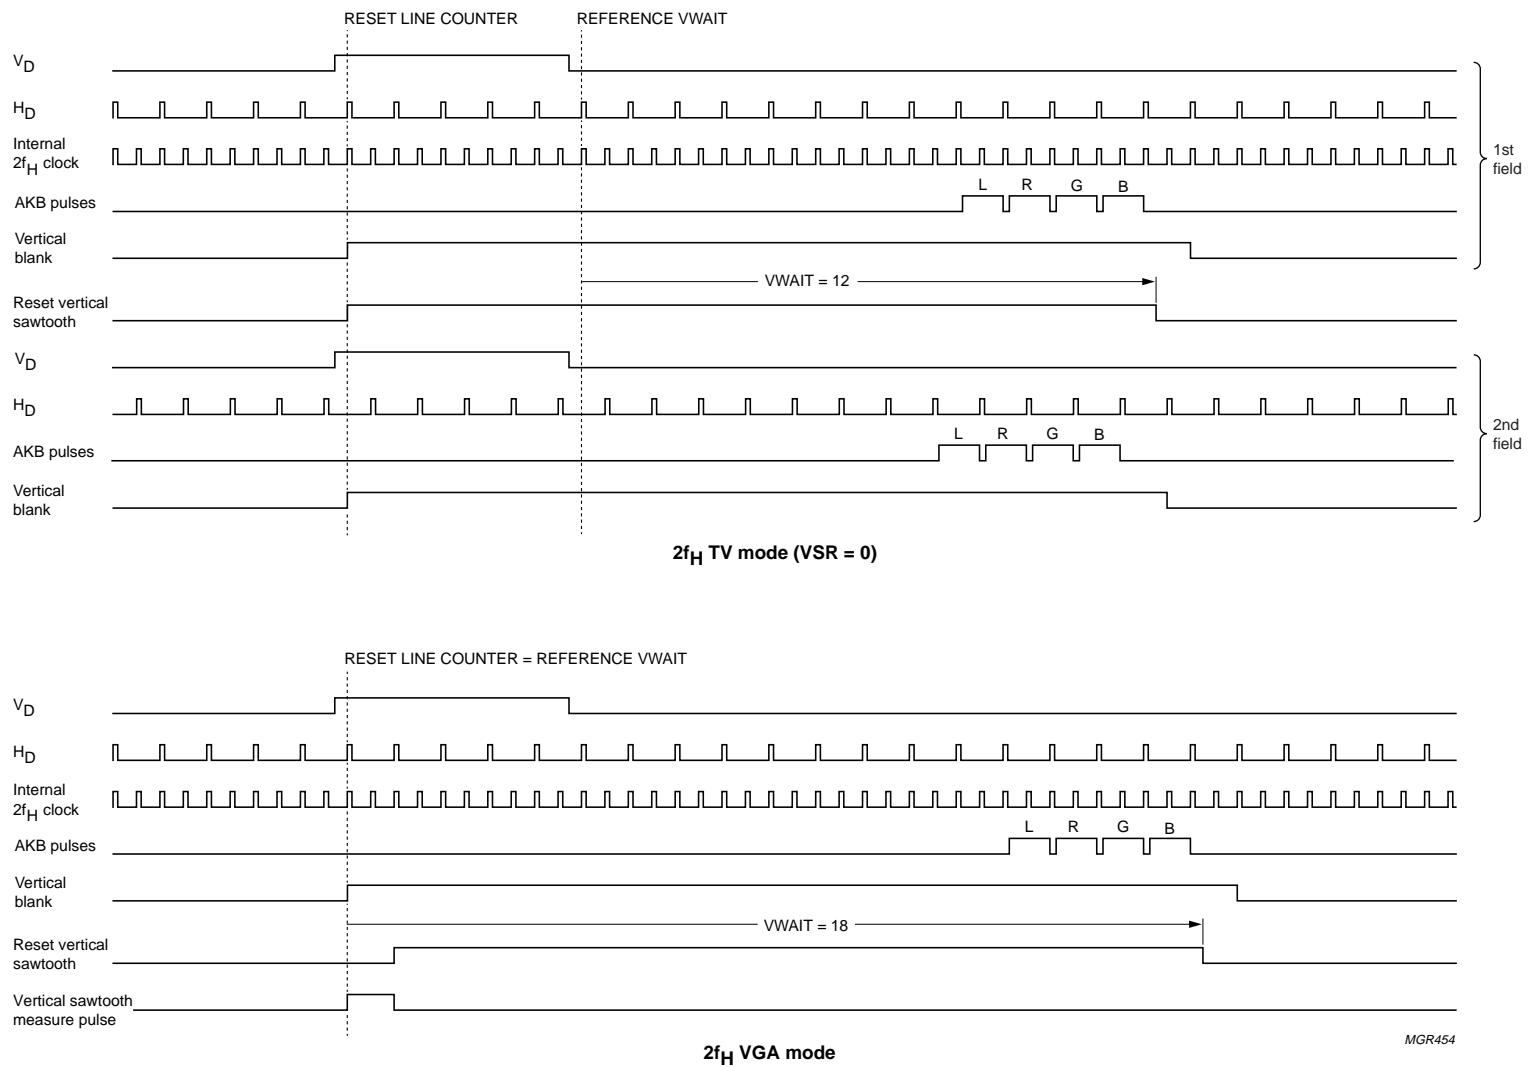 RESET LINE COUNTER
REFERENCE VWAIT
VD
HD
Internal
2fH clock
AKB pulses
L R G B
Vertical
blank
VWAIT = 12
Reset vertical
sawtooth
1st
field
VD
HD
AKB pulses
L R G B
Vertical
blank
2nd
field
2fH TV mode (VSR = 0)
RESET LINE COUNTER = REFERENCE VWAIT
VD
HD
Internal
2fH clock
AKB pulses
L R G B
Vertical
blank
VWAIT = 18
Reset vertical
sawtooth
Vertical sawtooth
measure pulse
MGR454
2fH VGA mode